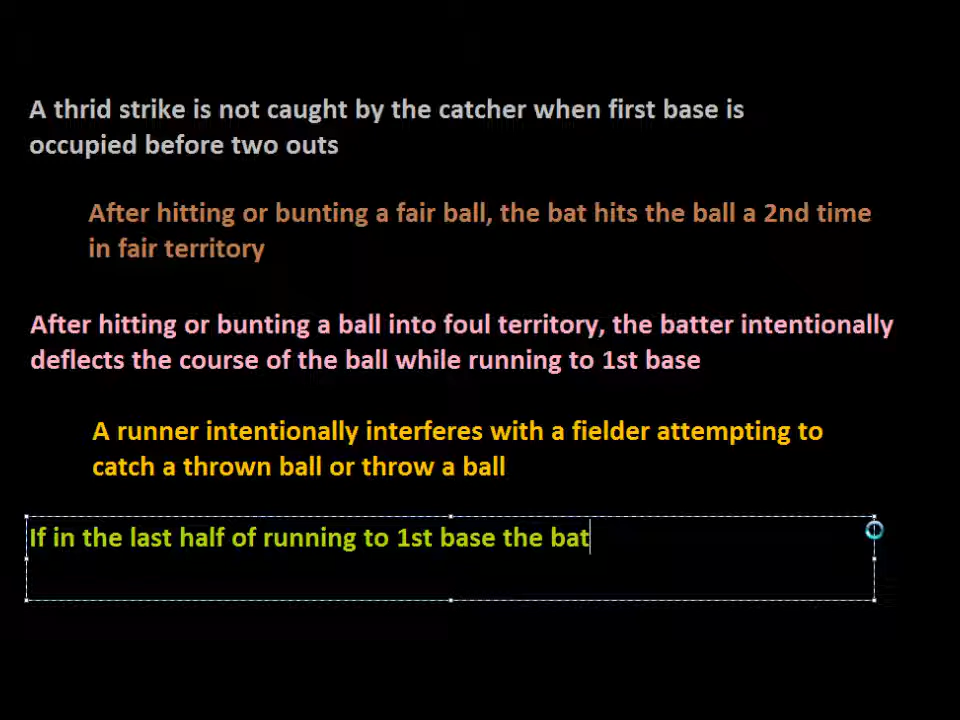 A thrid strike is not caught by the catcher when first base is
occupied before two outs
After hitting or bunting a fair ball, the bat hits the ball a 2nd time
in fair territory
After hitting or bunting a ball into foul territory, the batter intentionally
deflects the course of the ball while running to 1st base
A runner intentionally interferes with a fielder attempting to
catch a thrown ball or throw a ball
If in the last half of running to 1st base the bat